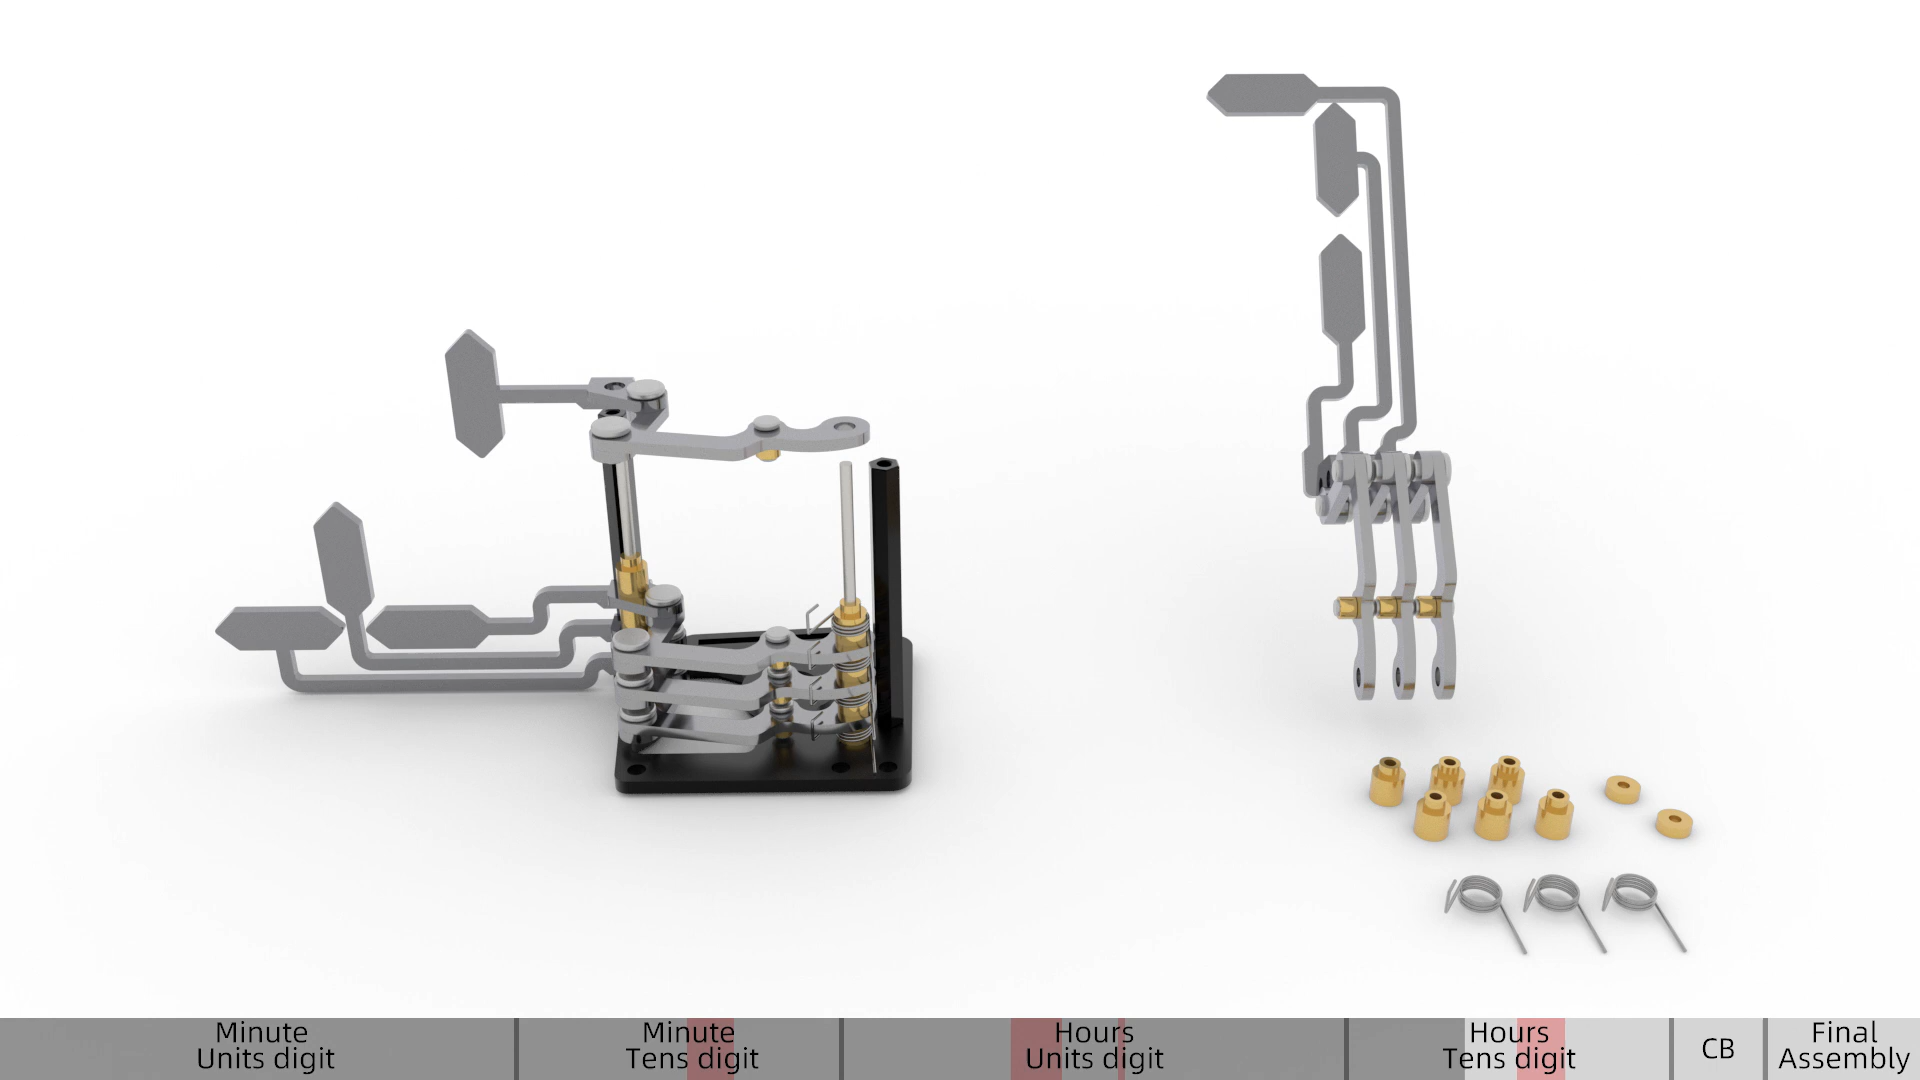 Minute
Units digit
Minute
Tens digit
Hours
Units digit
Hours
Tens digit
CB
Final
Assembly